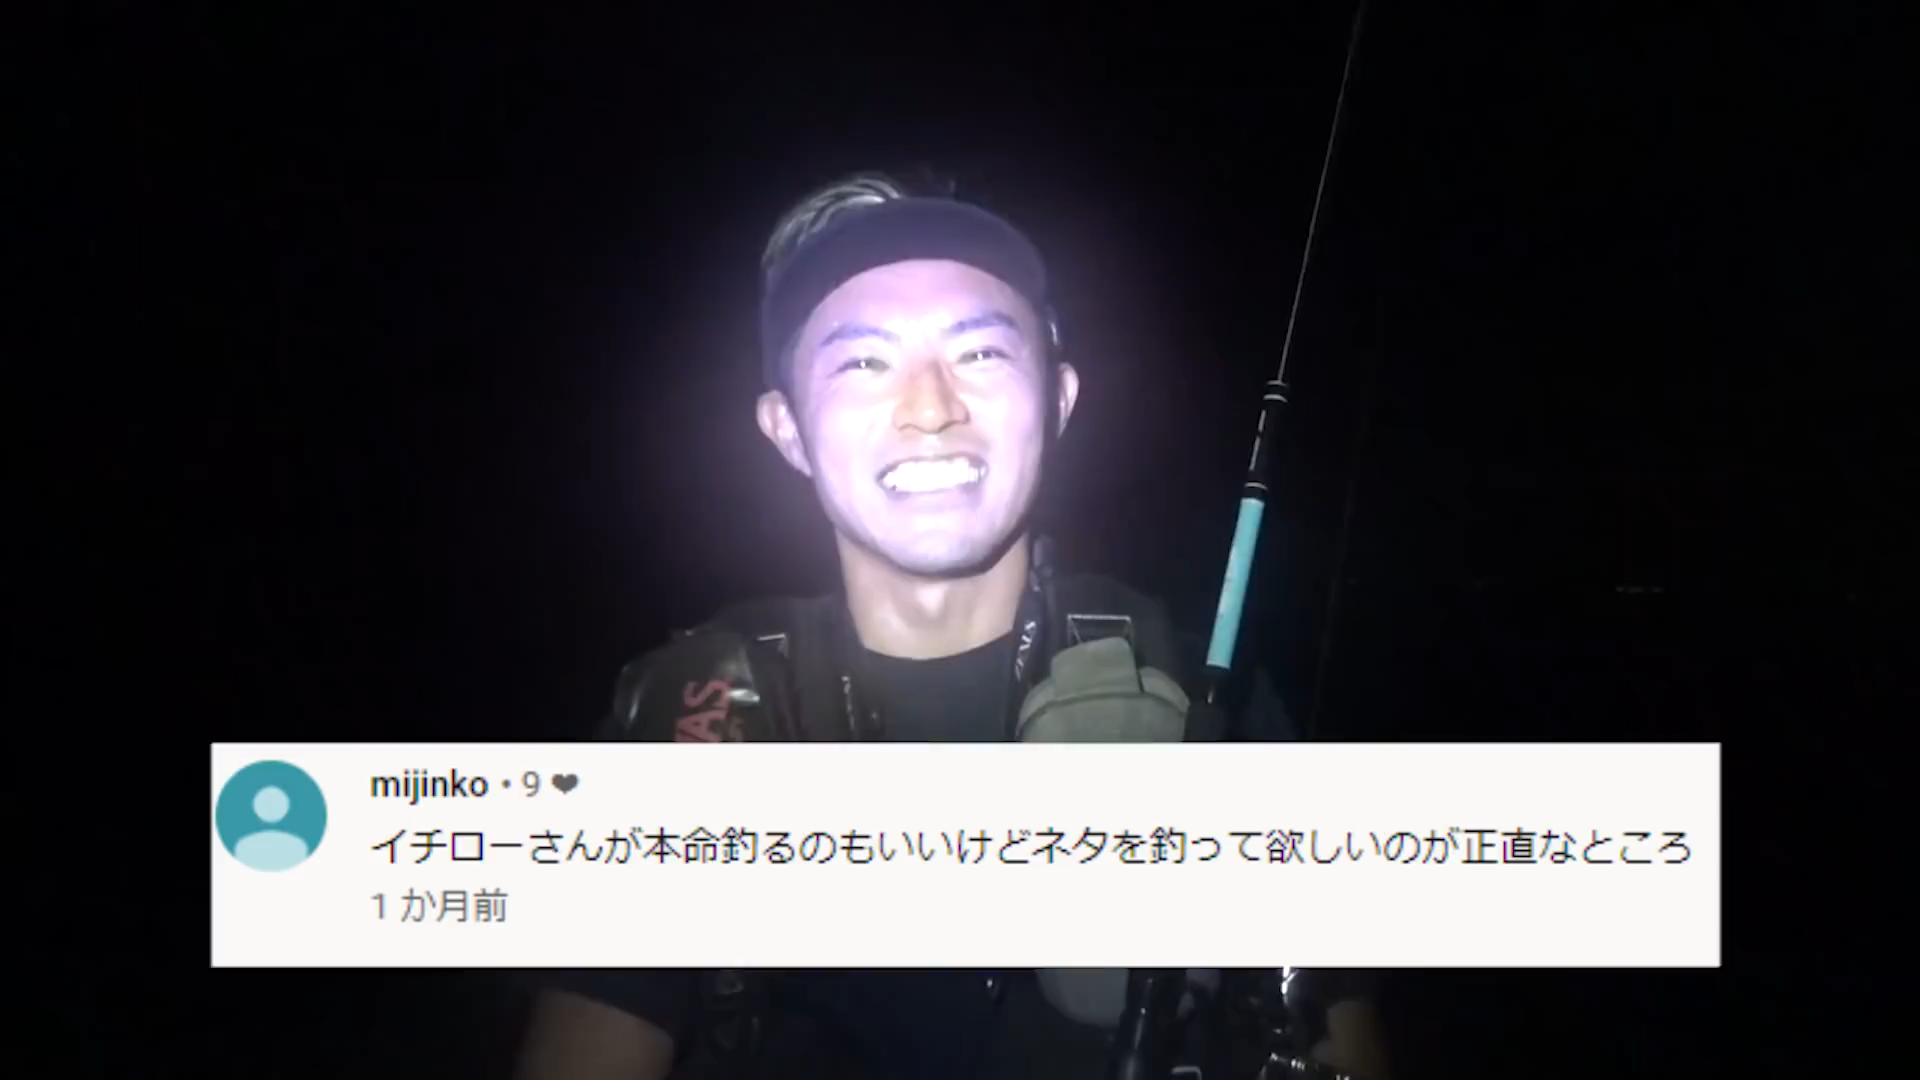 ZENAQ
VAS
mijinko • 9 ❤
イチローさんが本命釣るのもいいけどネタを釣って欲しいのが正直なところ
1 か月前